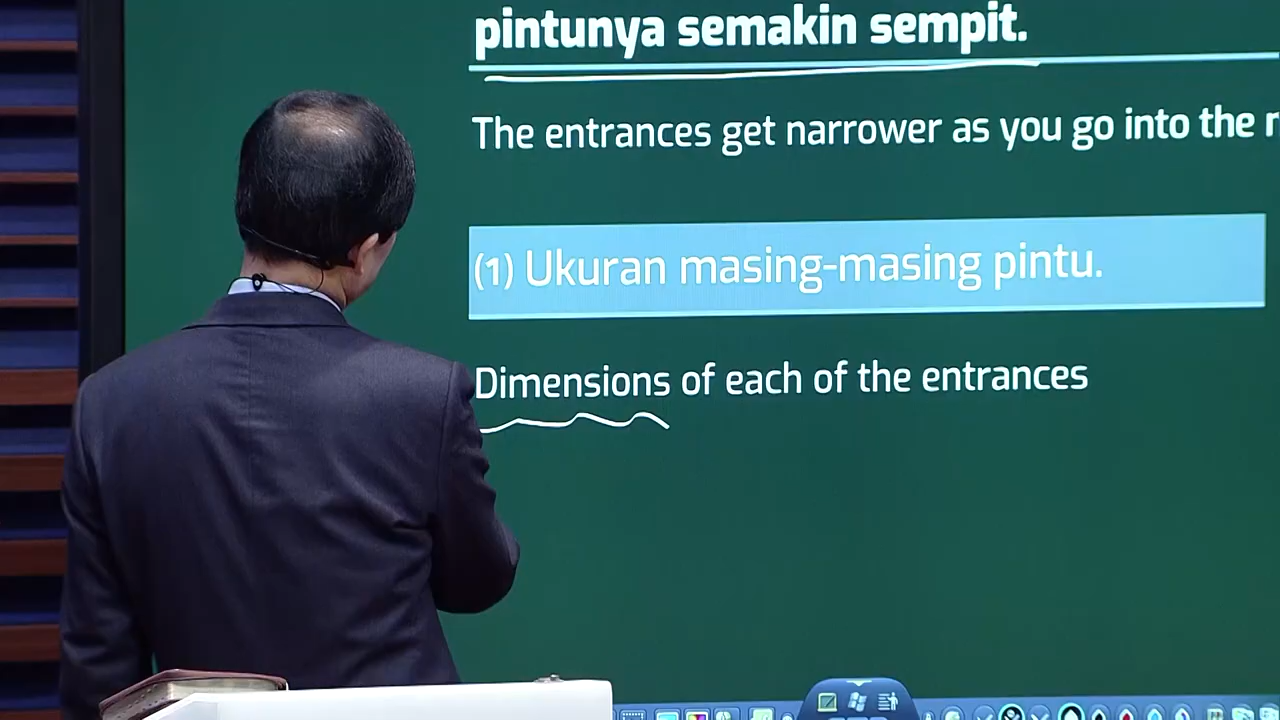 pintunya semakin sempit.
The entrances get narrower as you go into the
(1) Ukuran masing-masing pintu.
Dimensions of each of the entrances